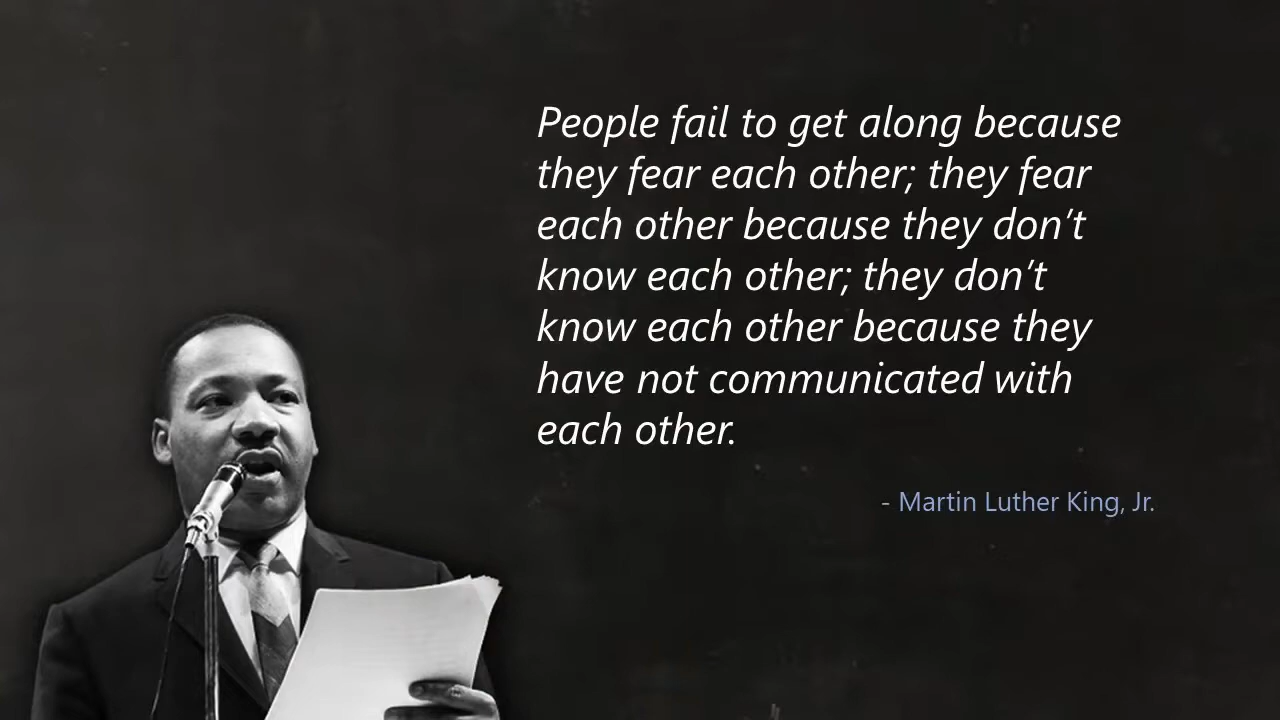 People fail to get along because
they fear each other; they fear
each other because they don’t
know each other; they don’t
know each other because they
have not communicated with
each other.
- Martin Luther King, Jr.